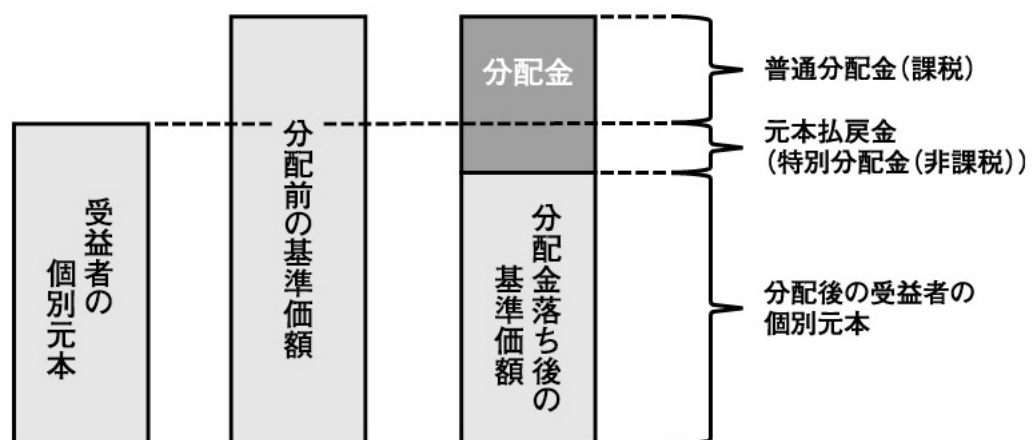 受益者の
個別元本
分配前の基準価額
分配金
分配金落ち後の
基準価額
普通分配金(課税)
元本払戻金
(特別分配金(非課税))
分配後の受益者の
個別元本